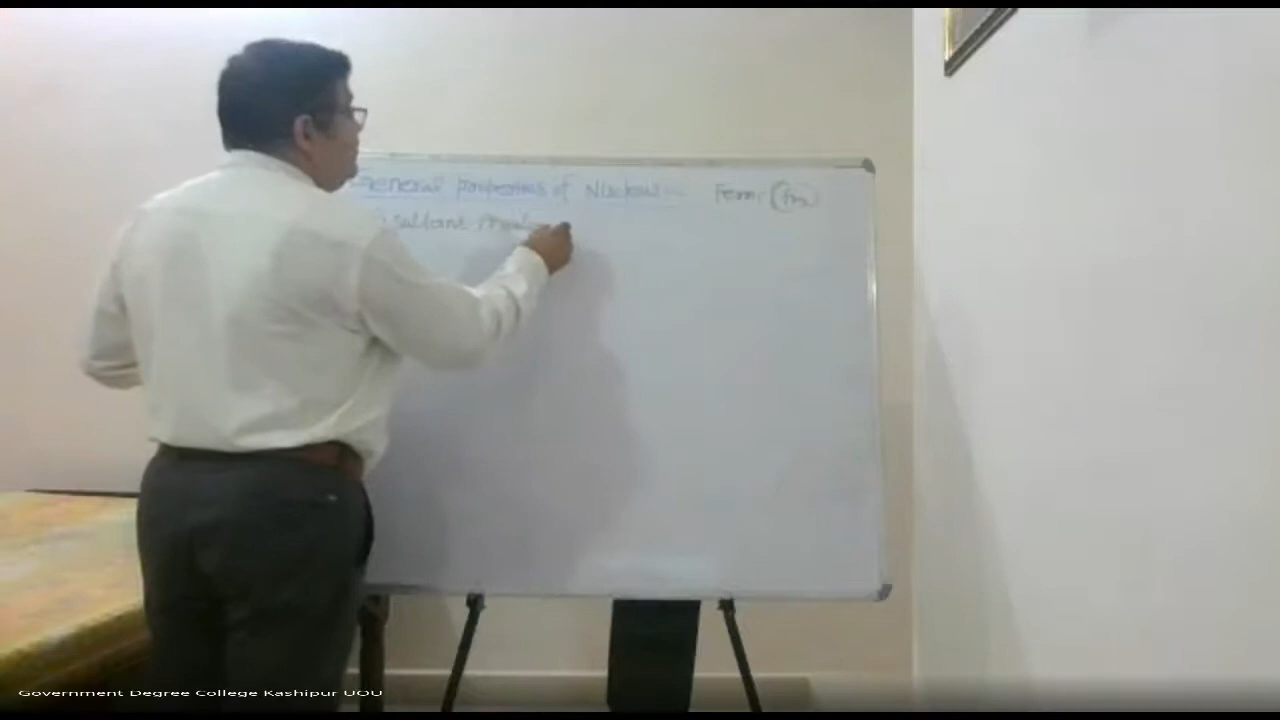 General Properties of Nucleus:- Fermi (fm)
Government Degree College Kashipur UOU